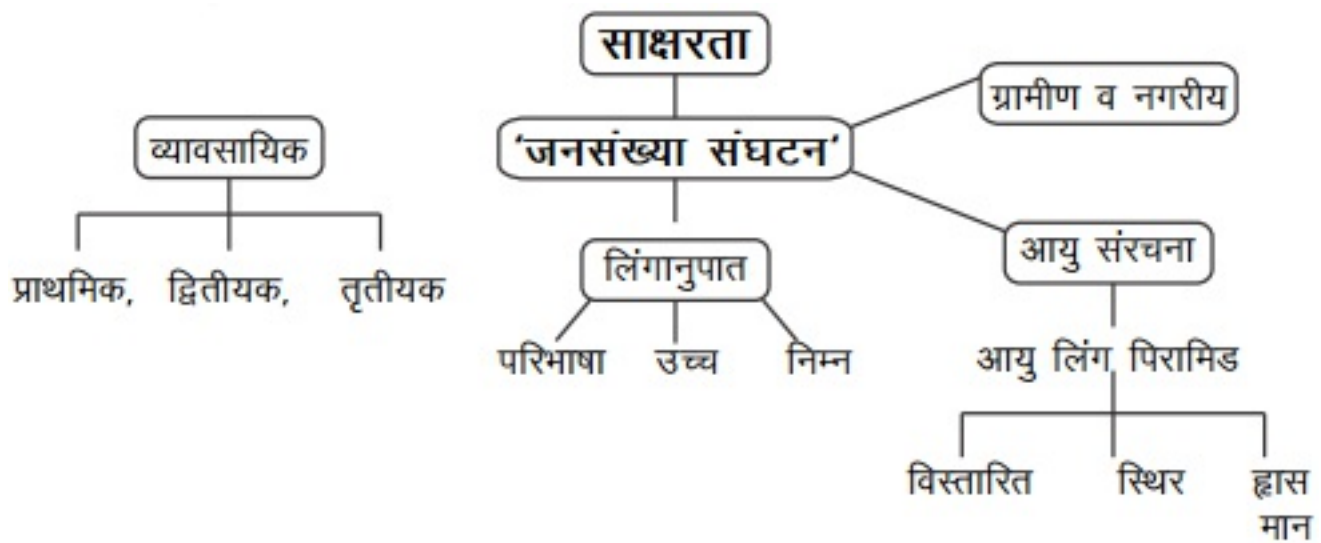 साक्षरता
ग्रामीण व नगरीय
व्यावसायिक
'जनसंख्या संघटन'
लिंगानुपात
आयु संरचना
प्राथमिक, द्वितीयक, तृतीयक
परिभाषा उच्च निम्न
आयु लिंग पिरामिड
विस्तारित स्थिर ह्रास
मान